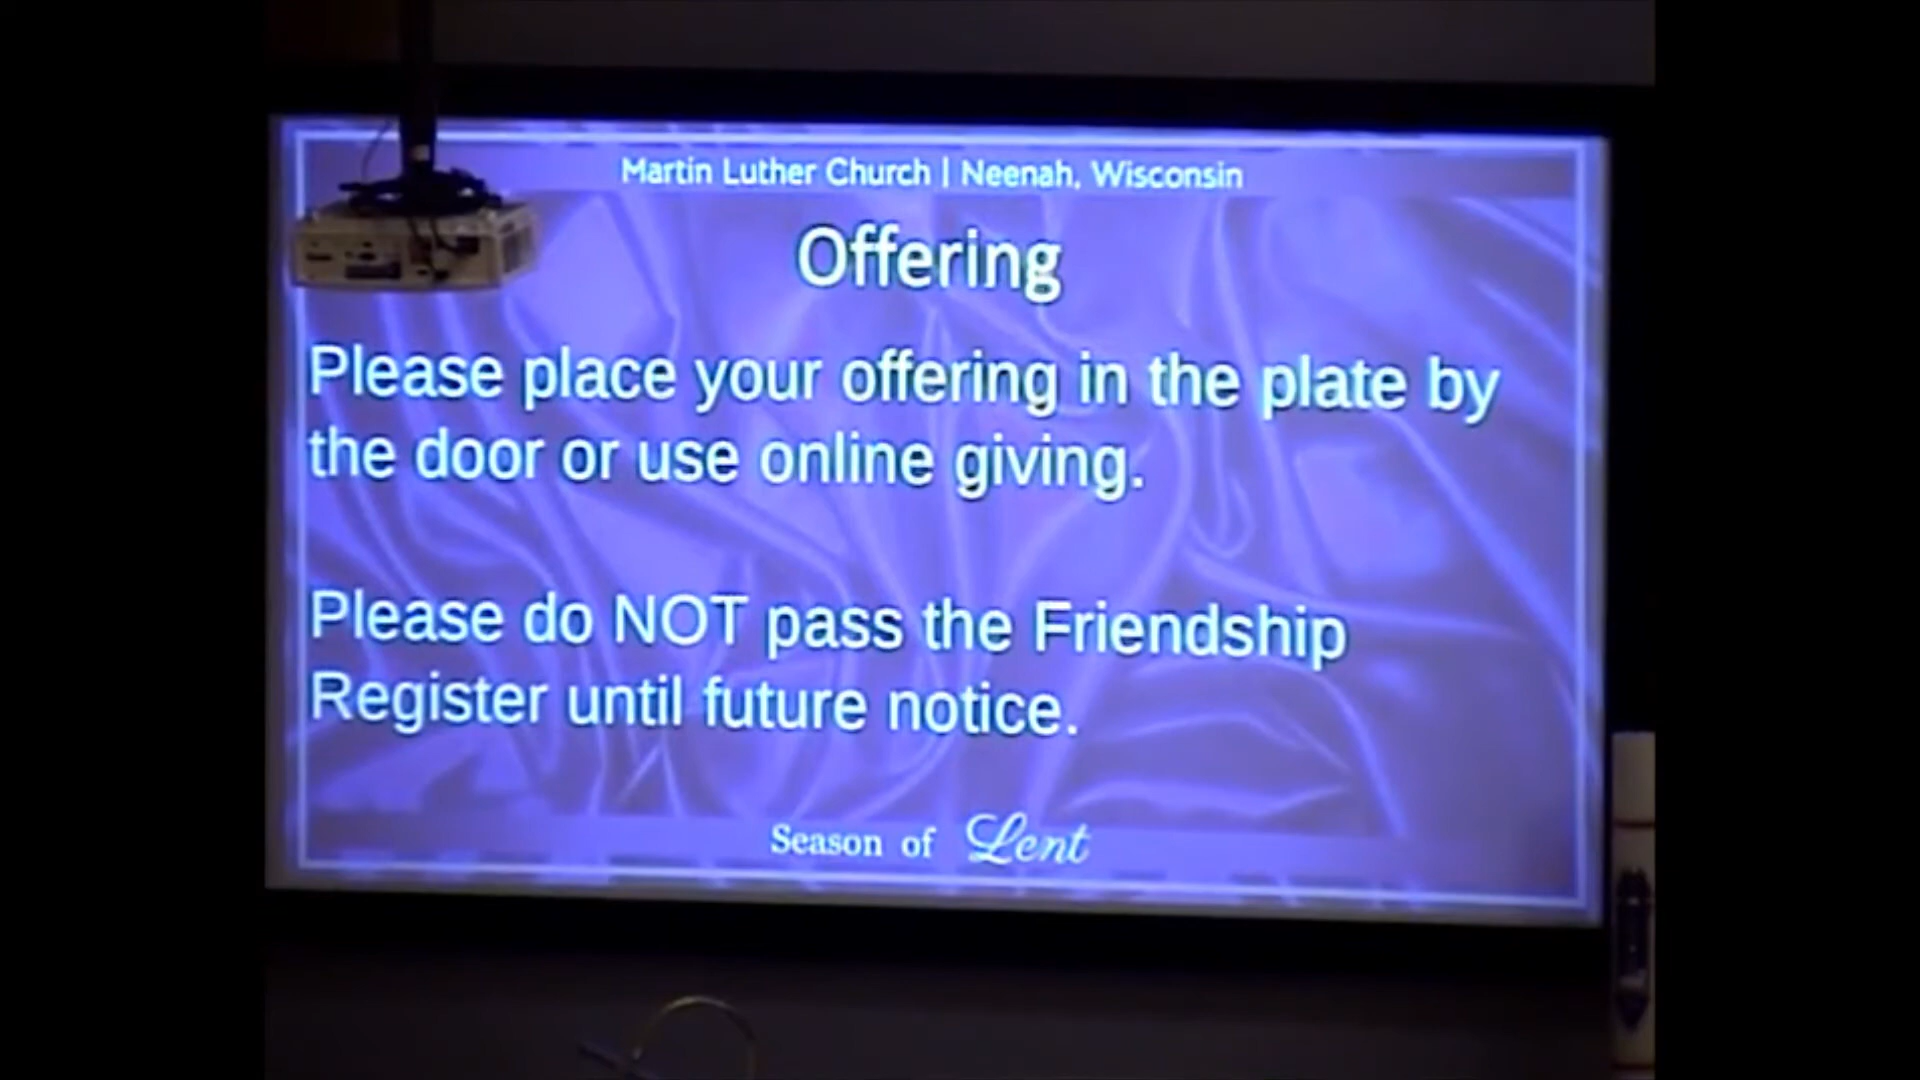 Martin Luther Church | Neenah, Wisconsin
Offering
Please place your offering in the plate by
the door or use online giving.
Please do NOT pass the Friendship
Register until future notice.
Season of Lent